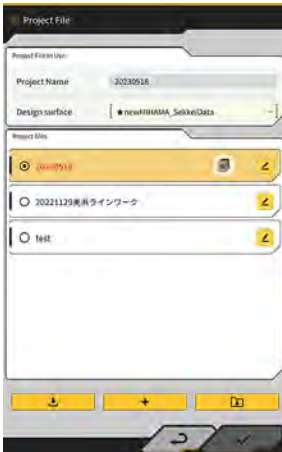 Project File
Project File in Use
Project Name 20230518
Design surface ★newMIHAMA_SekkeiData
Project files
20230518
20221129美浜ラインワーク
test